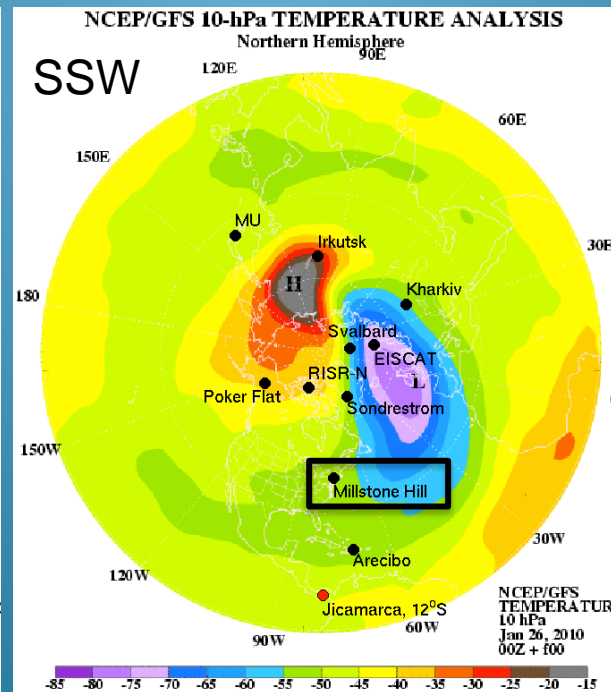 NCEP/GFS 10-hPa TEMPERATURE ANALYSIS
Northern Hemisphere
SSW
90E
120E
60E
150E
MU
Irkutsk
30E
H
Kharkiv
180
Svalbard
EISCAT
RISR-N
L
Poker Flat
Sondrestrom
150W
Millstone Hill
30W
Arecibo
120W
Jicamarca, 12⁰S
60W
90W
NCEP/GFS
TEMPERATUR
10 hPa
Jan 26, 2010
00Z + f00
-85 -80 -75 -70 -65 -60 -55 -50 -45 -40 -35 -30 -25 -20 -15